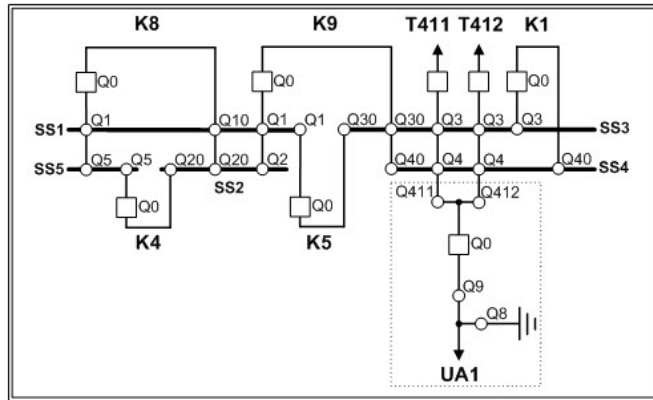 K8 K9 T411 T412 K1
Q0 Q0 Q0
Q1 Q10 Q1 Q1 Q30 Q30 Q3 Q3 Q3
SS1 SS3
Q5 Q5 Q20 Q20 Q2 Q40 Q4 Q4 Q40
SS5 SS2 SS4
Q411 Q412
Q0 Q0
K4 K5 Q0
Q9
Q8
UA1